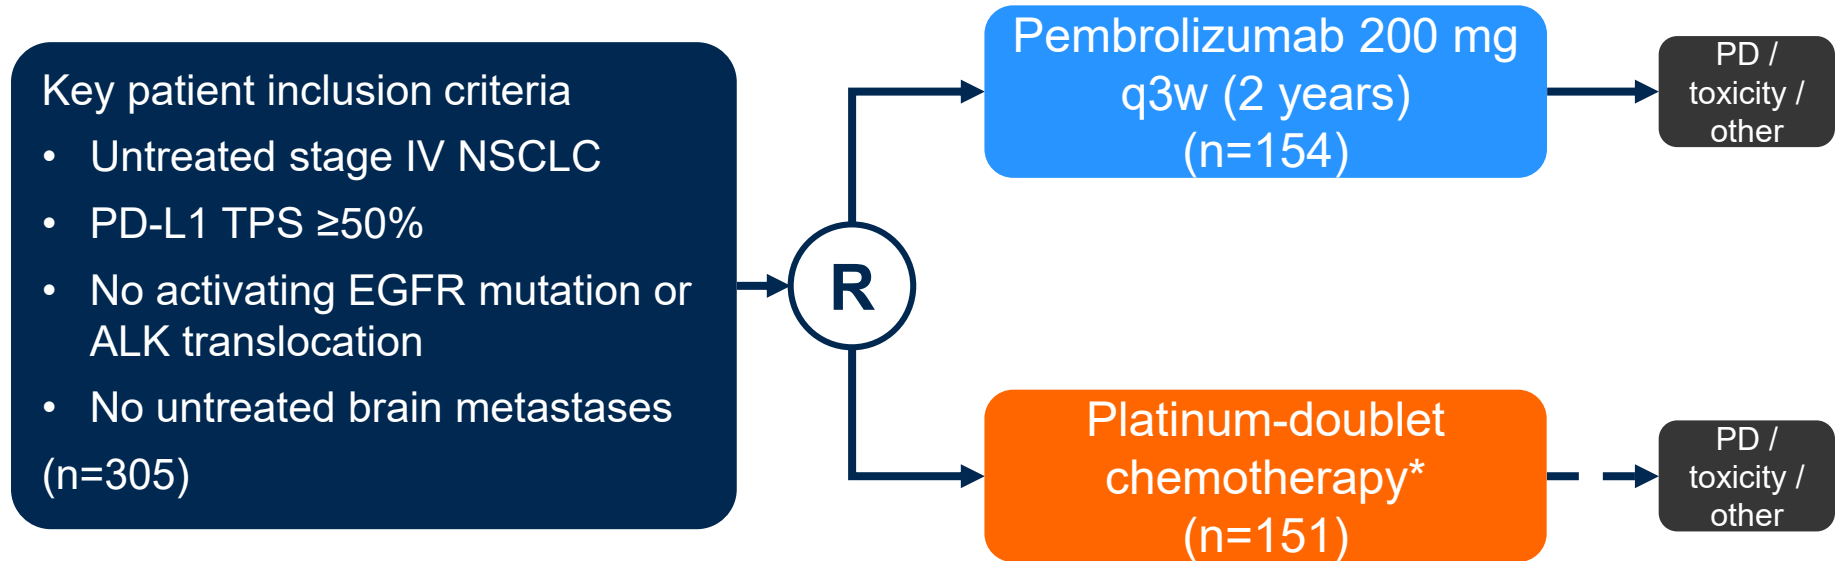 Key patient inclusion criteria
• Untreated stage IV NSCLC
• PD-L1 TPS ≥50%
• No activating EGFR mutation or
ALK translocation
• No untreated brain metastases
(n=305)
R
Pembrolizumab 200 mg
q3w (2 years)
(n=154)
PD /
toxicity /
other
Platinum-doublet
chemotherapy*
(n=151)
PD /
toxicity /
other